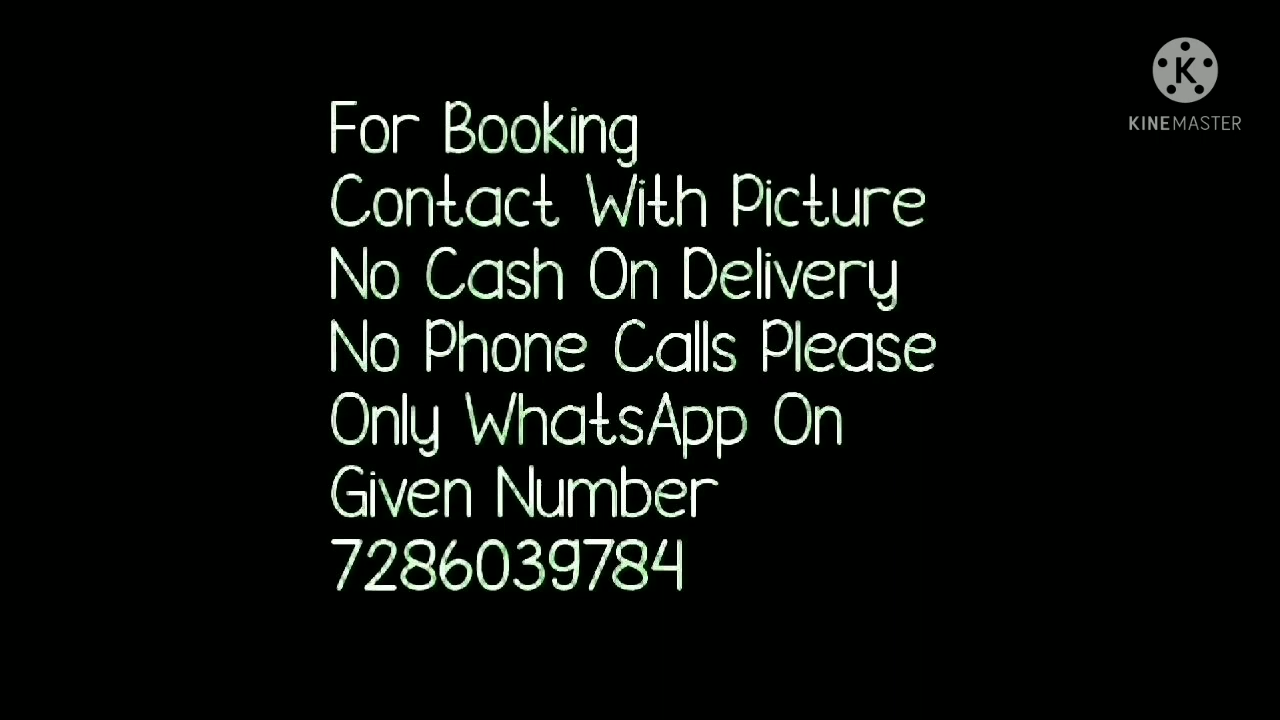 For Booking
Contact With Picture
No Cash On Delivery
No Phone Calls Please
Only WhatsApp On
Given Number
7286039784
KINEMASTER